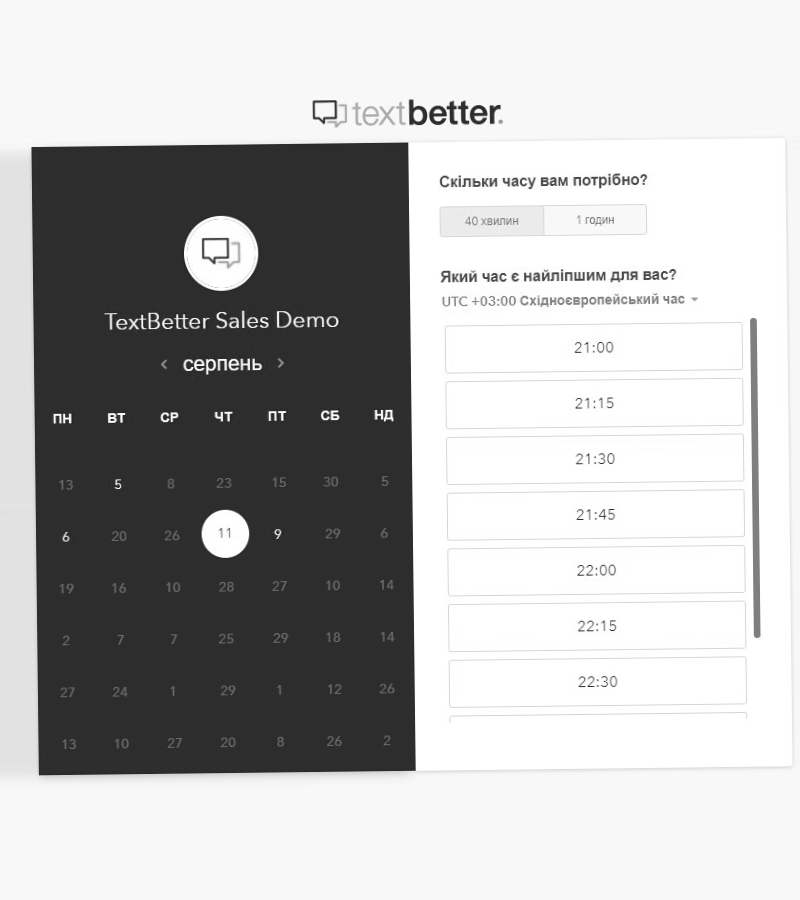 textbetter.
TextBetter Sales Demo
серпень
ПН ВТ СР ЧТ ПТ СБ НД
13 5 8 23 15 30 5
6 20 26 11 9 29 6
19 16 10 28 27 10 14
2 7 7 25 29 18 14
27 24 1 29 1 12 26
13 10 27 20 8 26 2
Скільки часу вам потрібно?
40 хвилин 1 годин
Який час є найліпшим для вас?
UTC +03:00 Східноєвропейський час
21:00
21:15
21:30
21:45
22:00
22:15
22:30